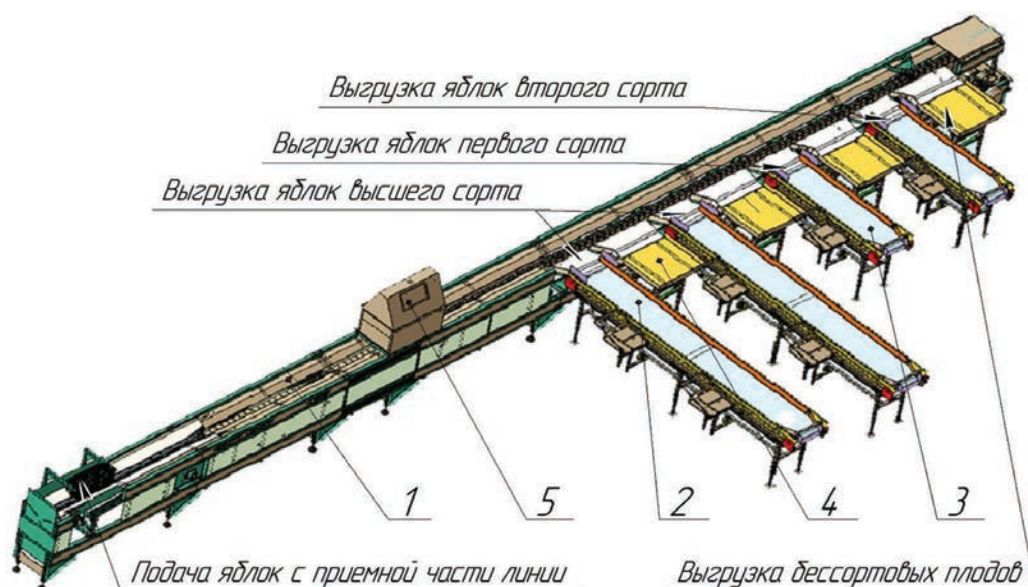 Выгрузка яблок второго сорта
Выгрузка яблок первого сорта
Выгрузка яблок высшего сорта
1 5 2 4 3
Подача яблок с приемной части линии
Выгрузка бессортовых плодов